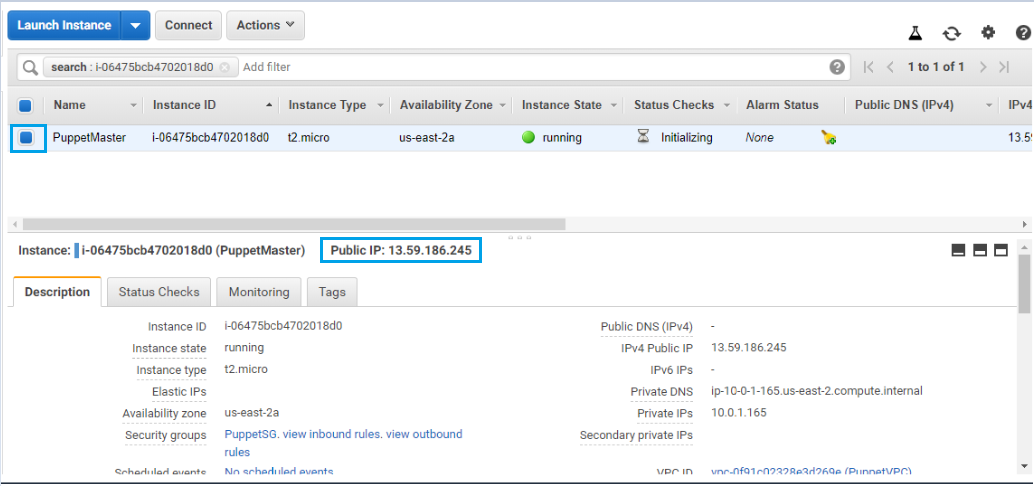 Launch Instance Connect Actions
search : i-06475bcb4702018d0 Add filter 1 to 1 of 1
Name Instance ID Instance Type Availability Zone Instance State Status Checks Alarm Status Public DNS (IPv4) IPv4
PuppetMaster i-06475bcb4702018d0 t2.micro us-east-2a running Initializing None 13.59
Instance: i-06475bcb4702018d0 (PuppetMaster) Public IP: 13.59.186.245
Description Status Checks Monitoring Tags
Instance ID i-06475bcb4702018d0 Public DNS (IPv4) -
Instance state running IPv4 Public IP 13.59.186.245
Instance type t2.micro IPv6 IPs -
Elastic IPs Private DNS ip-10-0-1-165.us-east-2.compute.internal
Availability zone us-east-2a Private IPs 10.0.1.165
Security groups PuppetSG. view inbound rules. view outbound Secondary private IPs
rules
Scheduled events No scheduled events VPC ID vpc-0f91c02328e3d269e (PuppetVPC)